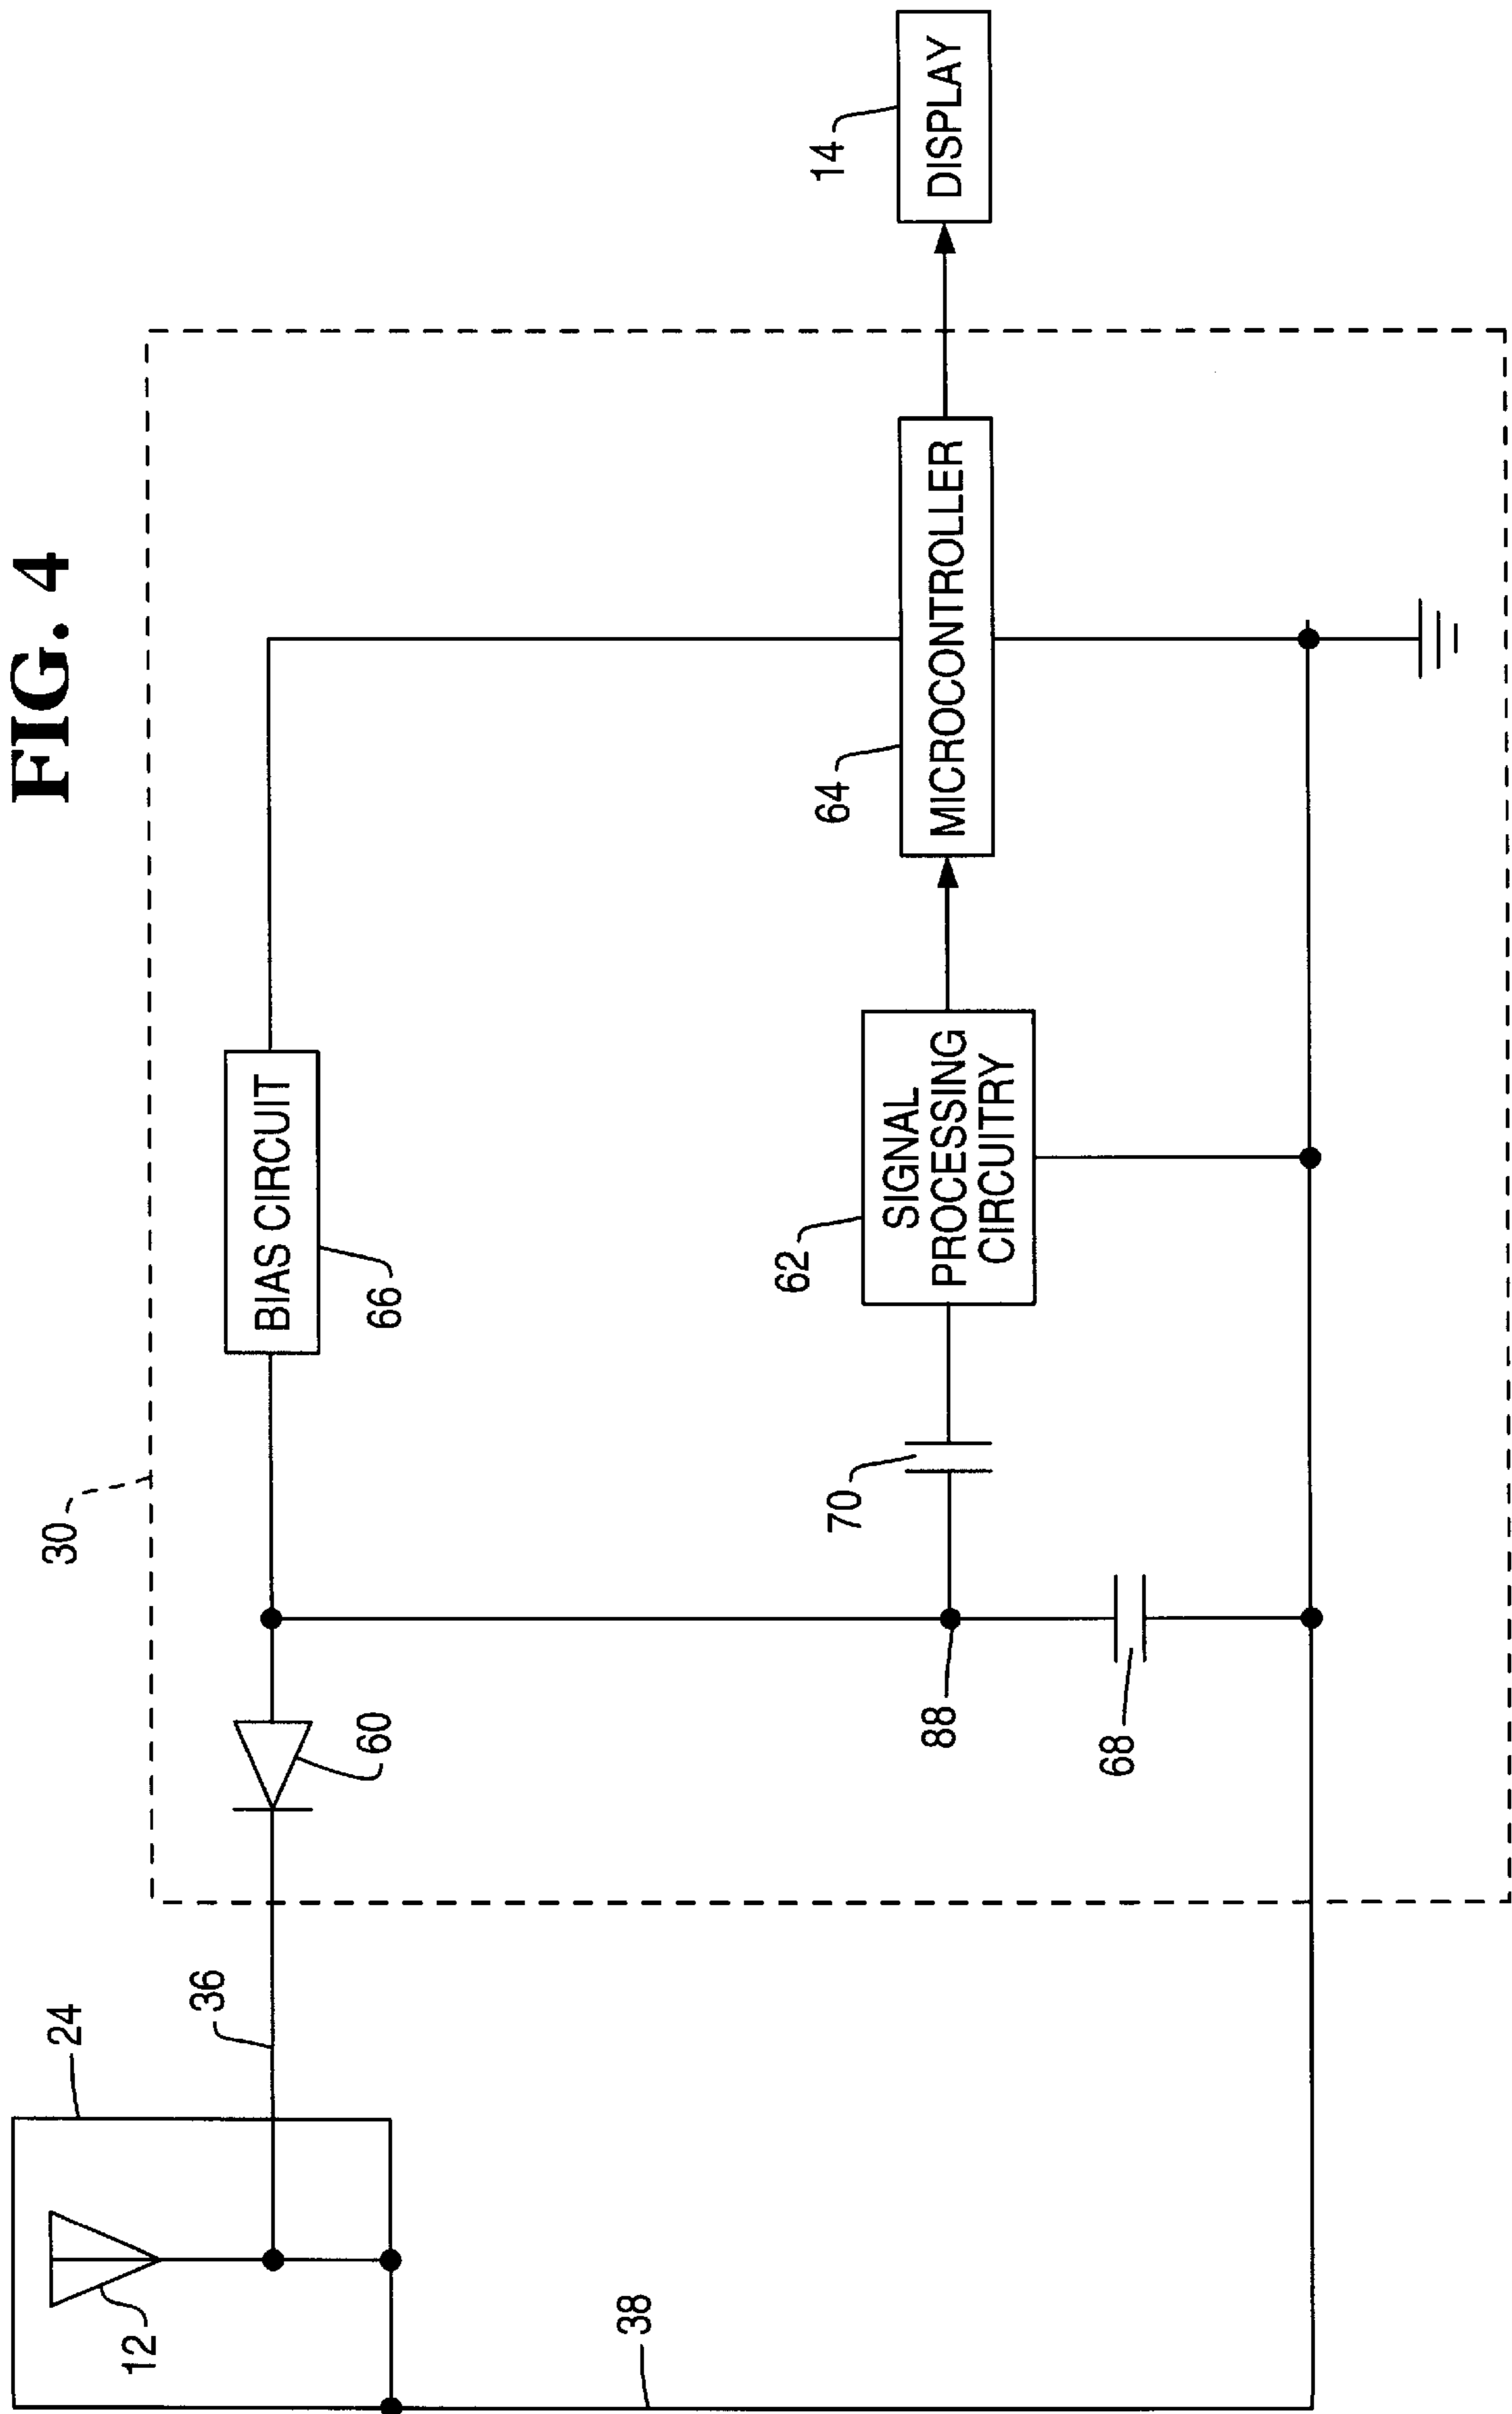 FIG. 4
24
12
36
38
30
60
66
BIAS CIRCUIT
88
68
70
62
SIGNAL
PROCESSING
CIRCUITRY
64
MICROCONTROLLER
14
DISPLAY